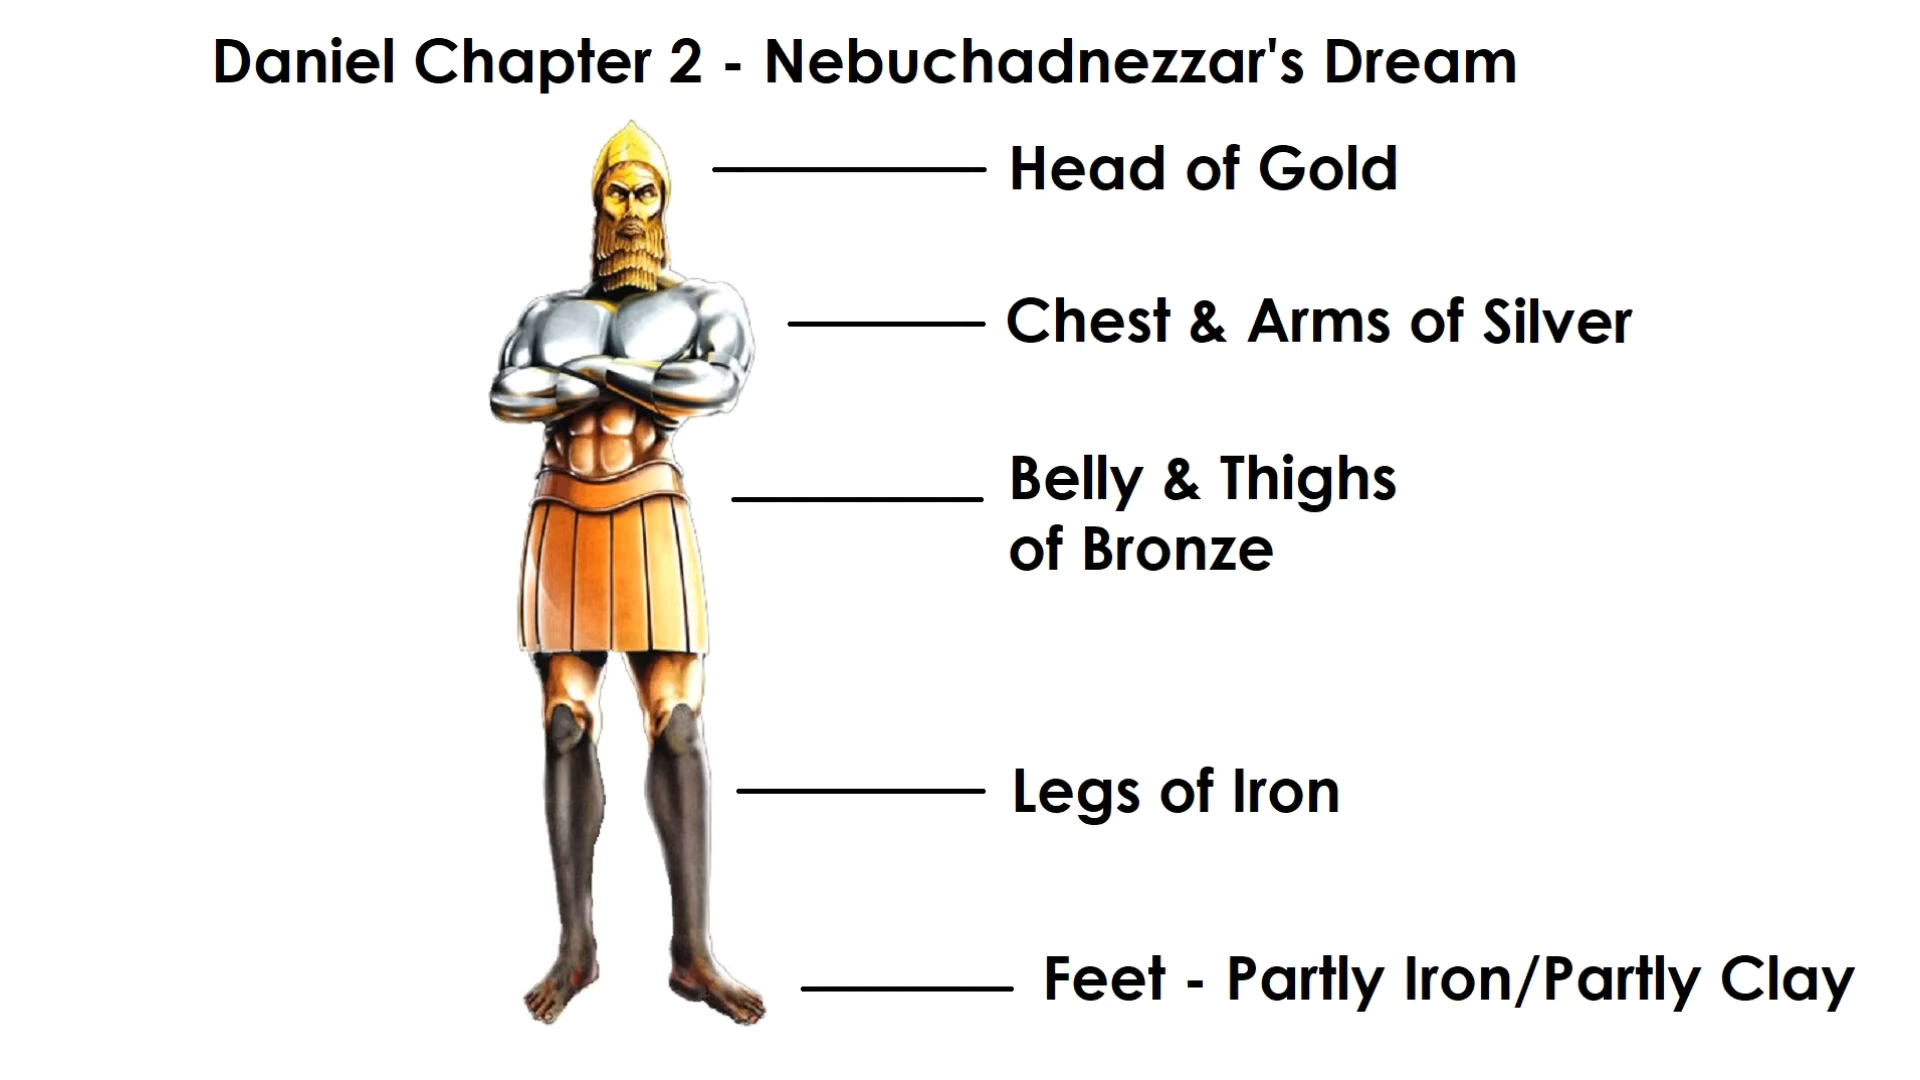 Daniel Chapter 2 - Nebuchadnezzar's Dream
Head of Gold
Chest & Arms of Silver
Belly & Thighs
of Bronze
Legs of Iron
Feet - Partly Iron/Partly Clay